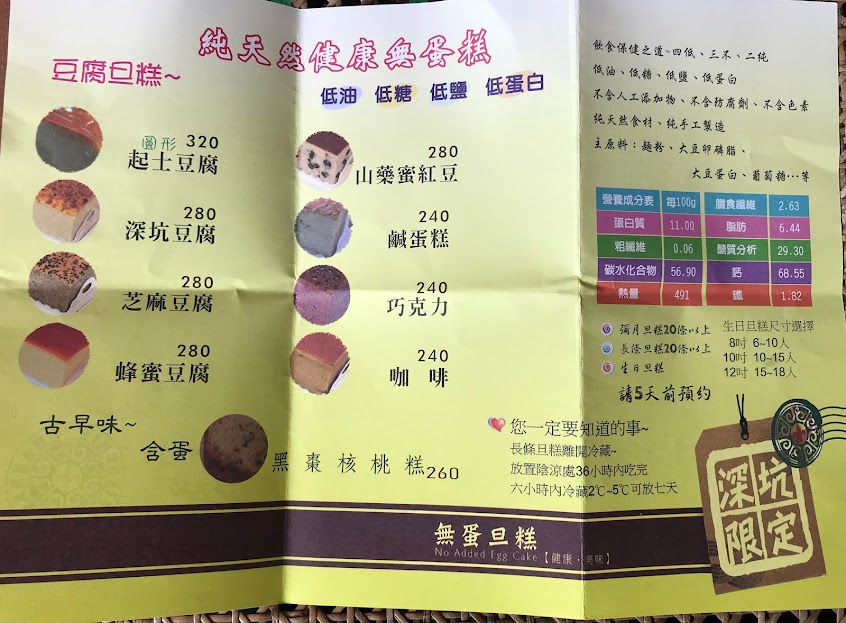 純天然健康無蛋糕
豆腐旦糕~
低油 低糖 低鹽 低蛋白
圓形 320
起士豆腐
280
深坑豆腐
280
芝麻豆腐
280
蜂蜜豆腐
280
山藥蜜紅豆
240
鹹蛋糕
240
巧克力
240
咖啡
古早味~
含蛋
黑棗核桃糕260
飲食保健之道~四低、三不、二純
低油、低糖、低鹽、低蛋白
不含人工添加物、不含防腐劑、不含色素
純天然食材、純手工製造
主原料：麵粉、大豆卵磷脂、
大豆蛋白、葡萄糖…等
營養成分表 每100g 膳食纖維 2.63
蛋白質 11.00 脂肪 6.44
粗纖維 0.06 醣質分析 29.30
碳水化合物 56.90 鈣 68.55
熱量 491 鐵 1.82
彌月旦糕20條以上
長條旦糕20條以上
生日旦糕
請5天前預約
生日旦糕尺寸選擇
8吋 6~10人
10吋 10~15人
12吋 15~18人
您一定要知道的事~
長條旦糕離開冷藏~
放置陰涼處36小時內吃完
六小時內冷藏2℃~5℃可放七天
深坑
限定
無蛋旦糕
No Added Egg Cake【健康、美味】